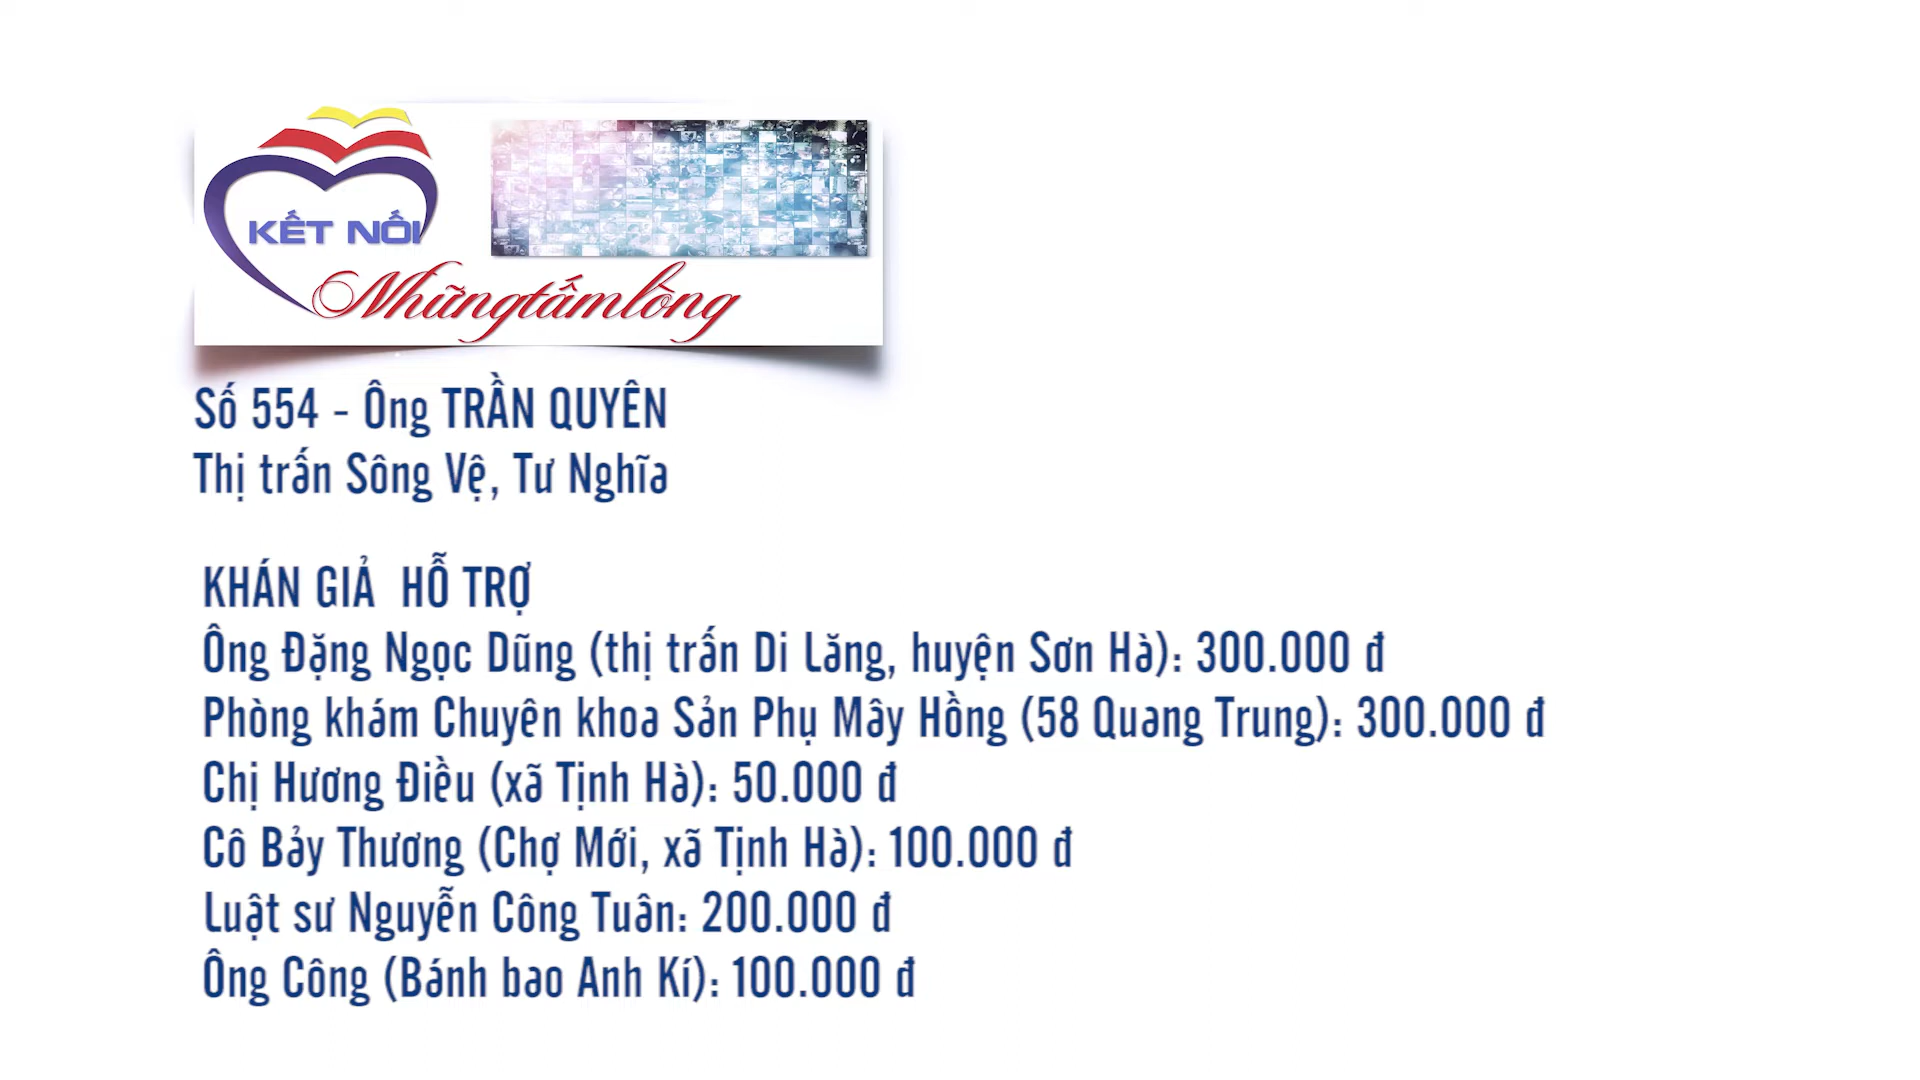 KẾT NỐI
Những tấm lòng
Số 554 - Ông TRẦN QUYÊN
Thị trấn Sông Vệ, Tư Nghĩa
KHÁN GIẢ HỖ TRỢ
Ông Đặng Ngọc Dũng (thị trấn Di Lăng, huyện Sơn Hà): 300.000 đ
Phòng khám Chuyên khoa Sản Phụ Mây Hồng (58 Quang Trung): 300.000 đ
Chị Hương Điều (xã Tịnh Hà): 50.000 đ
Cô Bảy Thương (Chợ Mới, xã Tịnh Hà): 100.000 đ
Luật sư Nguyễn Công Tuân: 200.000 đ
Ông Công (Bánh bao Anh Kí): 100.000 đ